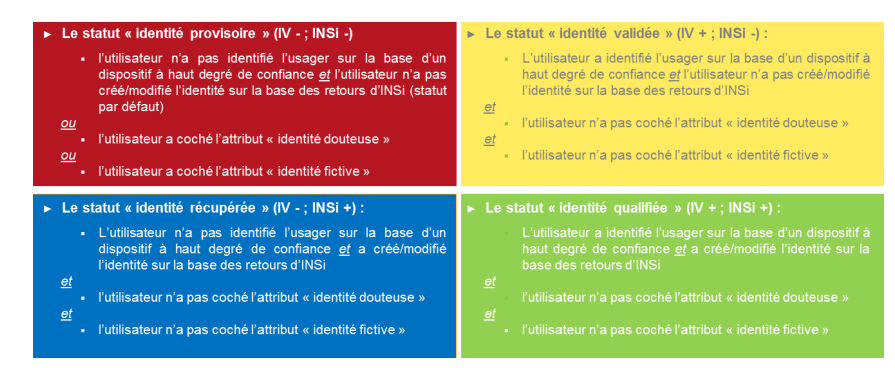 ► Le statut « identité provisoire » (IV - ; INSi -)
▪ l’utilisateur n’a pas identifié l’usager sur la base d’un
dispositif à haut degré de confiance et l’utilisateur n’a pas
créé/modifié l’identité sur la base des retours d’INSi (statut
par défaut)
ou
▪ l’utilisateur a coché l’attribut « identité douteuse »
ou
▪ l’utilisateur a coché l’attribut « identité fictive »
► Le statut « identité validée » (IV + ; INSi -) :
• L’utilisateur a identifié l’usager sur la base d’un dispositif à
haut degré de confiance et l’utilisateur n’a pas créé/modifié
l’identité sur la base des retours d’INSi
et
• l’utilisateur n’a pas coché l’attribut « identité douteuse »
et
• l’utilisateur n’a pas coché l’attribut « identité fictive »
► Le statut « identité récupérée » (IV - ; INSi +) :
▪ L’utilisateur n’a pas identifié l’usager sur la base d’un
dispositif à haut degré de confiance et a créé/modifié
l’identité sur la base des retours d’INSi
et
▪ l’utilisateur n’a pas coché l’attribut « identité douteuse »
et
▪ l’utilisateur n’a pas coché l’attribut « identité fictive »
► Le statut « identité qualifiée » (IV + ; INSi +) :
• L’utilisateur a identifié l’usager sur la base d’un dispositif à
haut degré de confiance et a créé/modifié l’identité sur la
base des retours d’INSi
et
• l’utilisateur n’a pas coché l’attribut « identité douteuse »
et
• l’utilisateur n’a pas coché l’attribut « identité fictive »